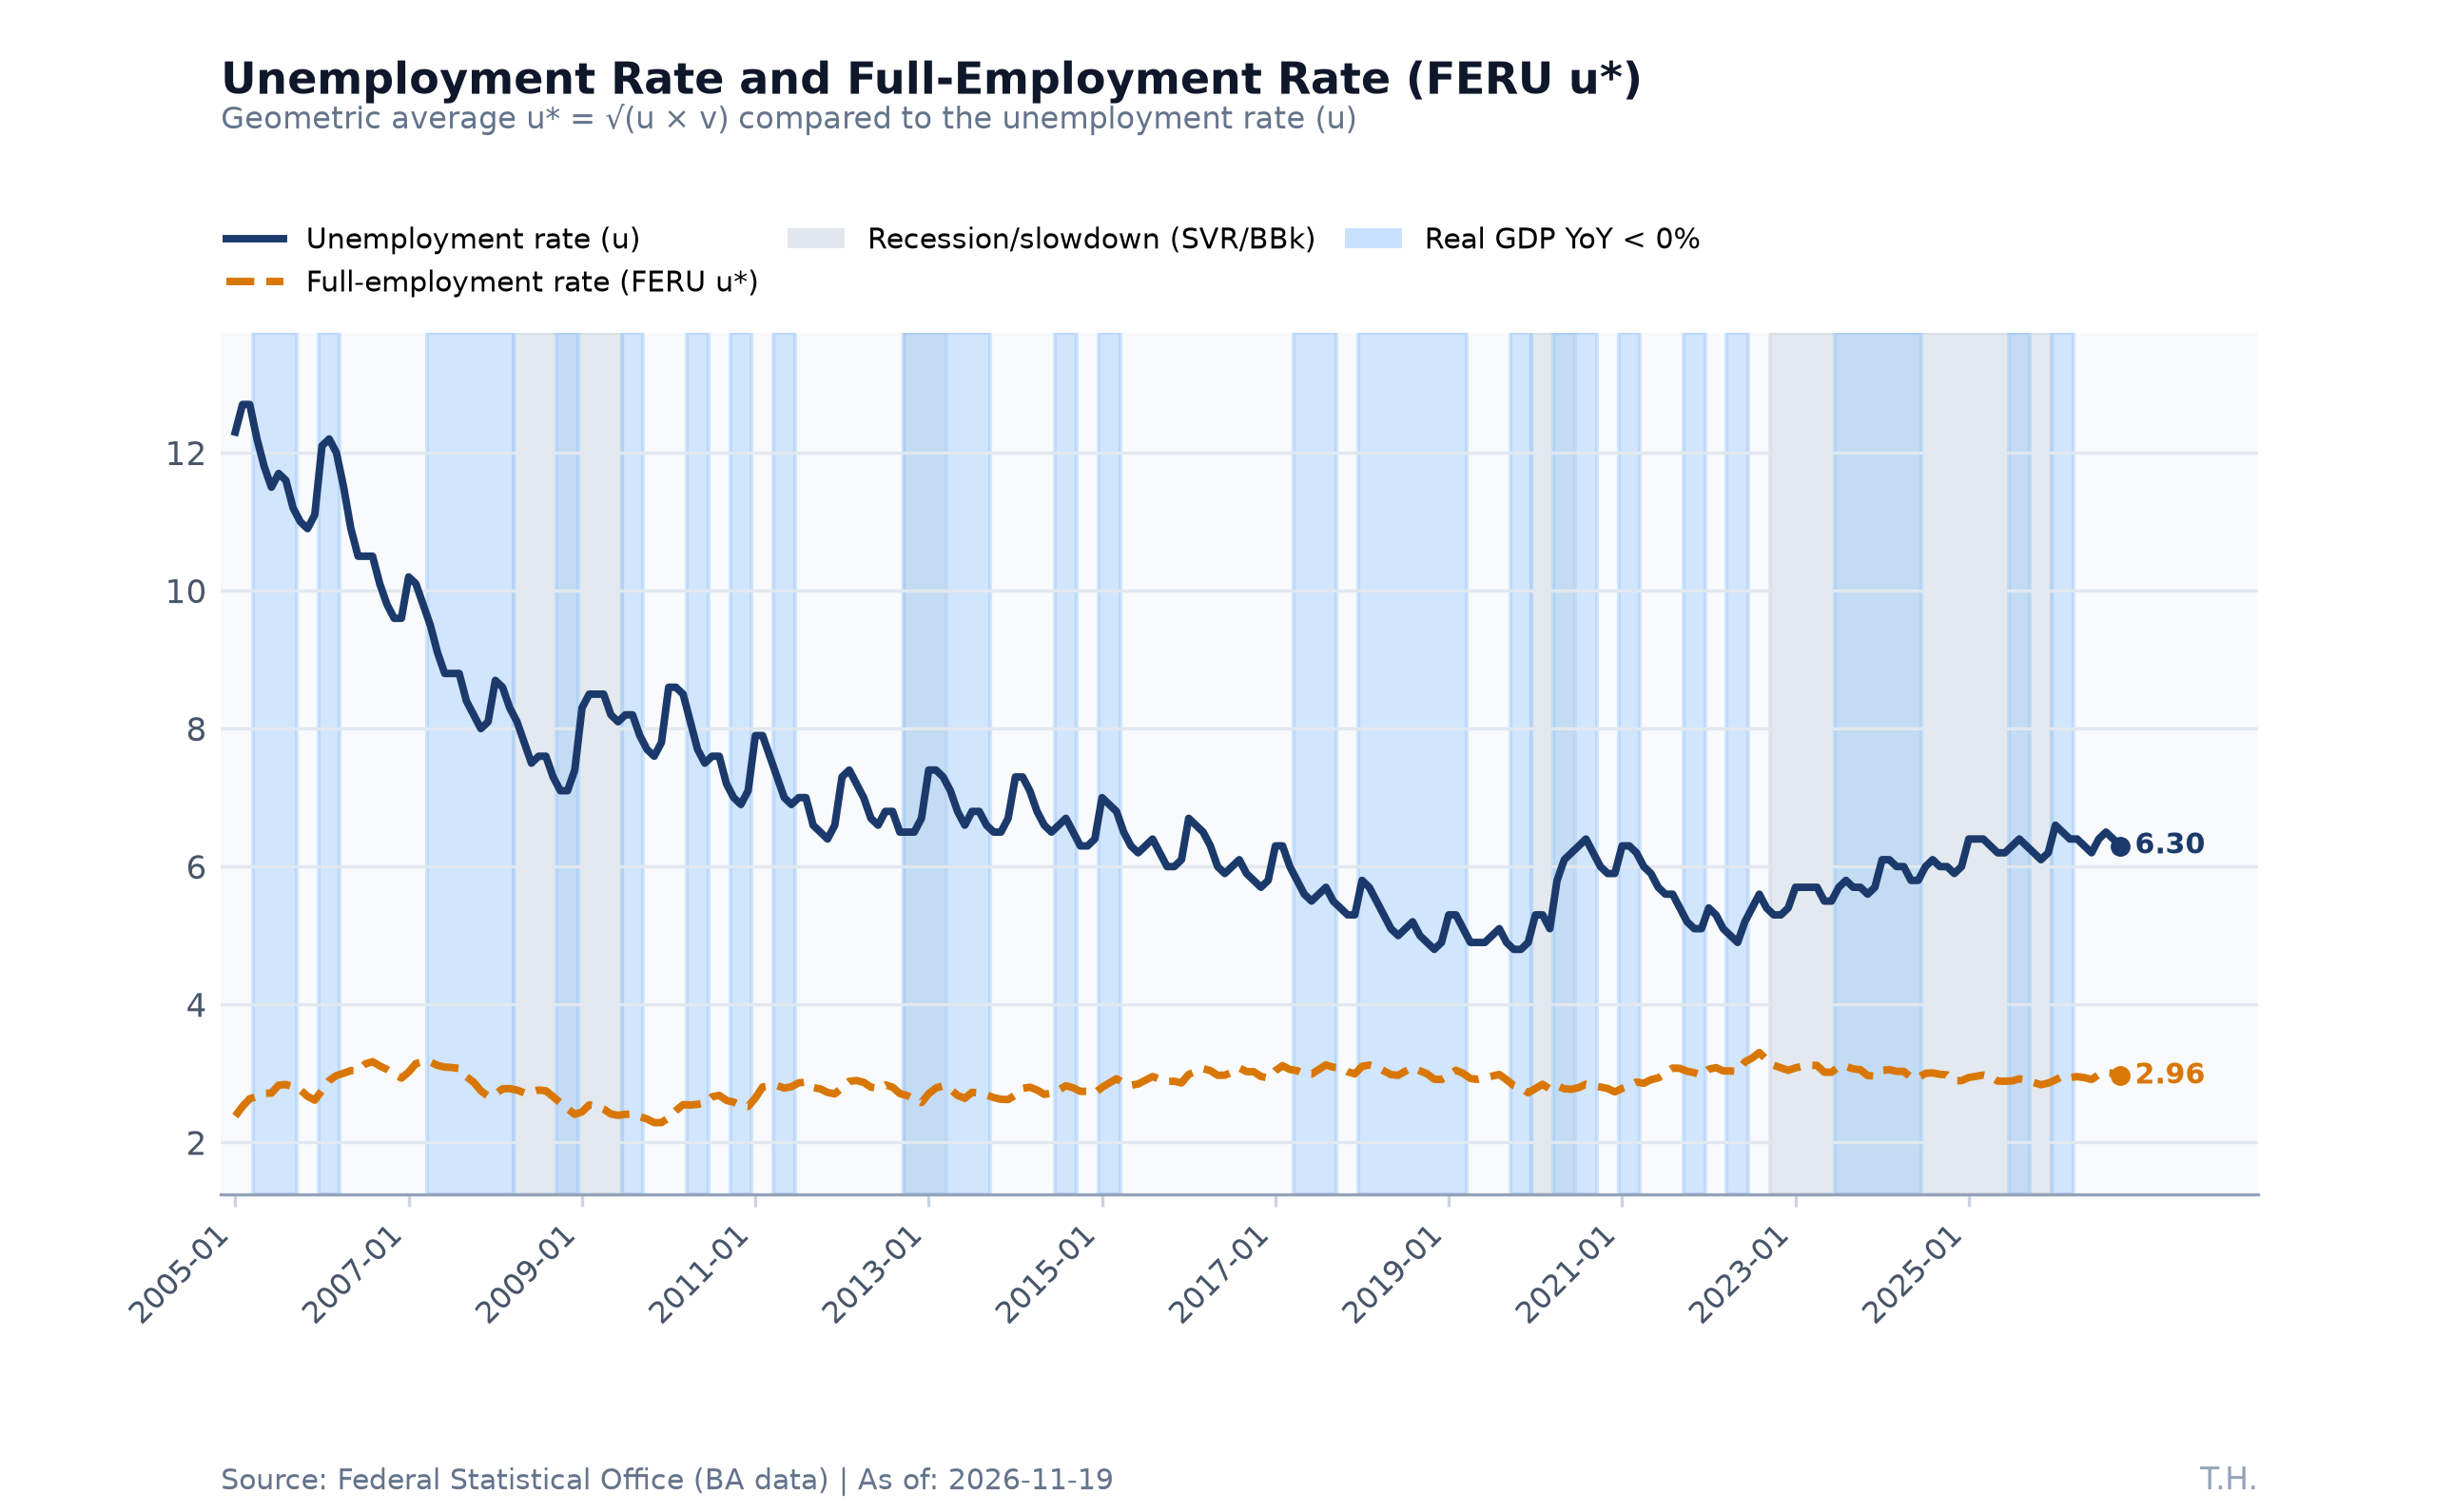 Unemployment Rate and Full-Employment Rate (FERU u*)
Geometric average u* = √(u × v) compared to the unemployment rate (u)
Unemployment rate (u)
Full-employment rate (FERU u*)
Recession/slowdown (SVR/BBk)
Real GDP YoY < 0%
12
10
8
6
4
2
6.30
2.96
2005-01
2007-01
2009-01
2011-01
2013-01
2015-01
2017-01
2019-01
2021-01
2023-01
2025-01
Source: Federal Statistical Office (BA data) | As of: 2026-11-19
T.H.